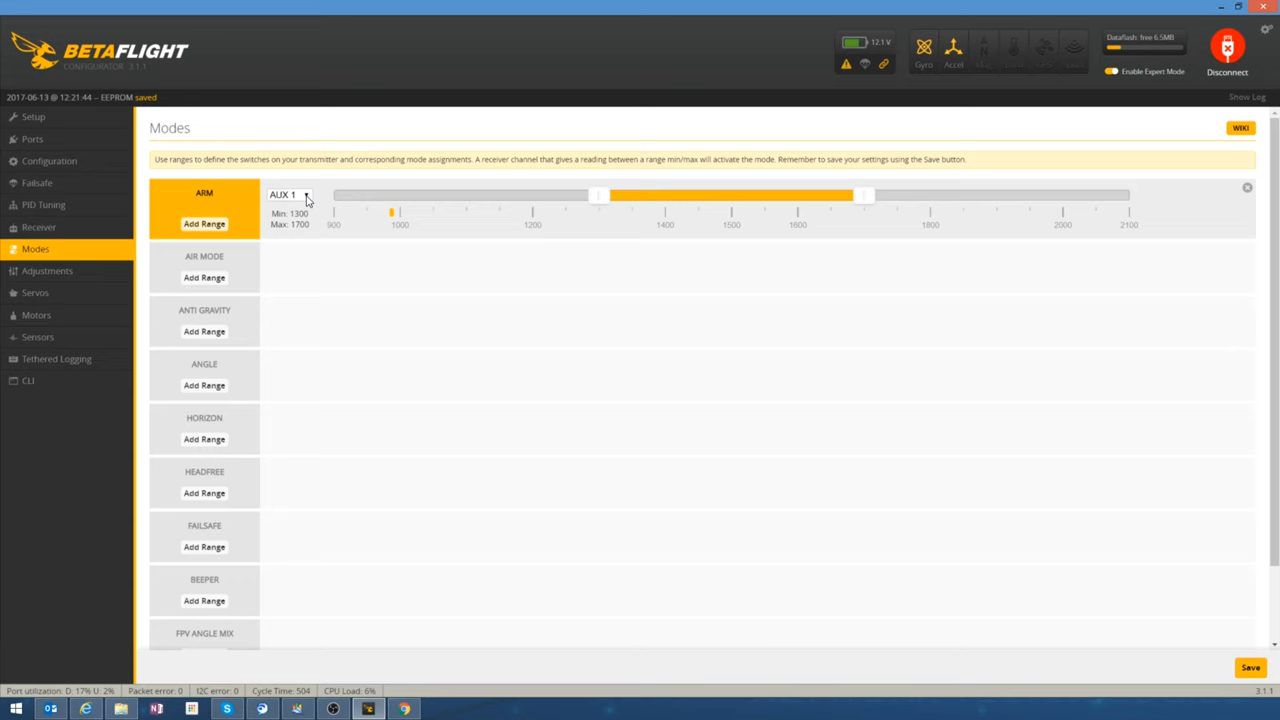 BETAFLIGHT
CONFIGURATOR 3.1.1
12.1 V
Gyro
Accel
Dataflash: free 6.5MB
Enable Expert Mode
Disconnect
2017-06-13 @ 12:21:44 -- EEPROM saved
Show Log
Setup
Ports
Configuration
Failsafe
PID Tuning
Receiver
Modes
Adjustments
Servos
Motors
Sensors
Tethered Logging
CLI
Modes
WIKI
Use ranges to define the switches on your transmitter and corresponding mode assignments. A receiver channel that gives a reading between a range min/max will activate the mode. Remember to save your settings using the Save button.
ARM
Add Range
AUX 1
Min: 1300
Max: 1700
900 1000 1200 1400 1500 1600 1800 2000 2100
AIR MODE
Add Range
ANTI GRAVITY
Add Range
ANGLE
Add Range
HORIZON
Add Range
HEADFREE
Add Range
FAILSAFE
Add Range
BEEPER
Add Range
FPV ANGLE MIX
Save
Port utilization: D: 17% U: 2% Packet error: 0 I2C error: 0 Cycle Time: 504 CPU Load: 6% 3.1.1